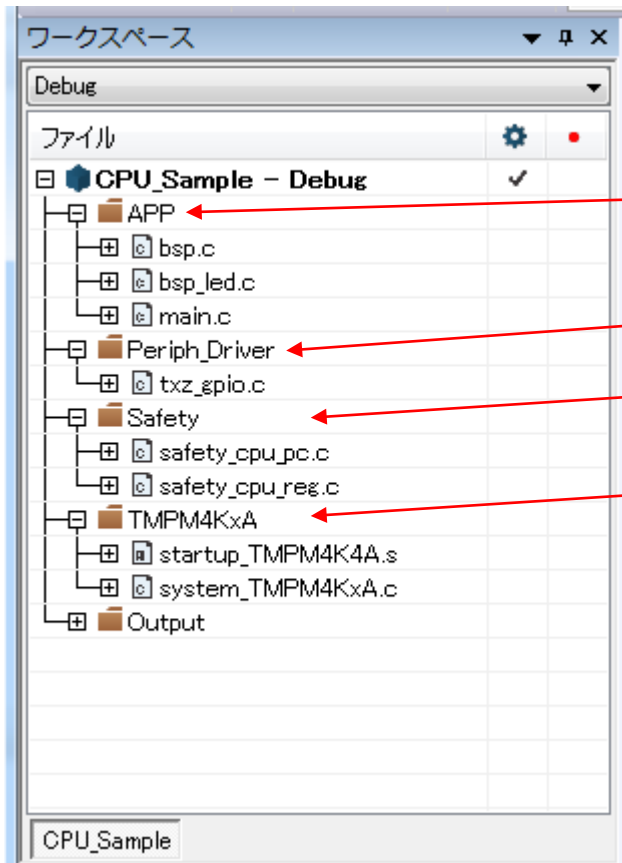 ワークスペース
Debug
ファイル
CPU_Sample - Debug
APP
bsp.c
bsp_led.c
main.c
Periph_Driver
txz_gpio.c
Safety
safety_cpu_pc.c
safety_cpu_reg.c
TMPM4KxA
startup_TMPM4K4A.s
system_TMPM4KxA.c
Output
CPU_Sample